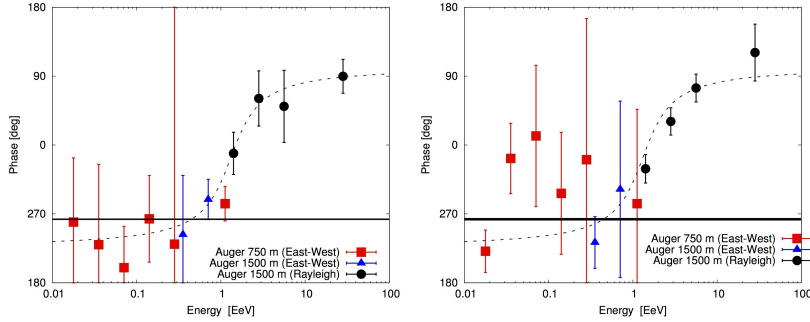 180
90
0
270
180
0.01 0.1 1 10 100
Phase [deg]
Energy [EeV]
Auger 750 m (East-West)
Auger 1500 m (East-West)
Auger 1500 m (Rayleigh)
180
90
0
270
180
0.01 0.1 1 10 100
Phase [deg]
Energy [EeV]
Auger 750 m (East-West)
Auger 1500 m (East-West)
Auger 1500 m (Rayleigh)